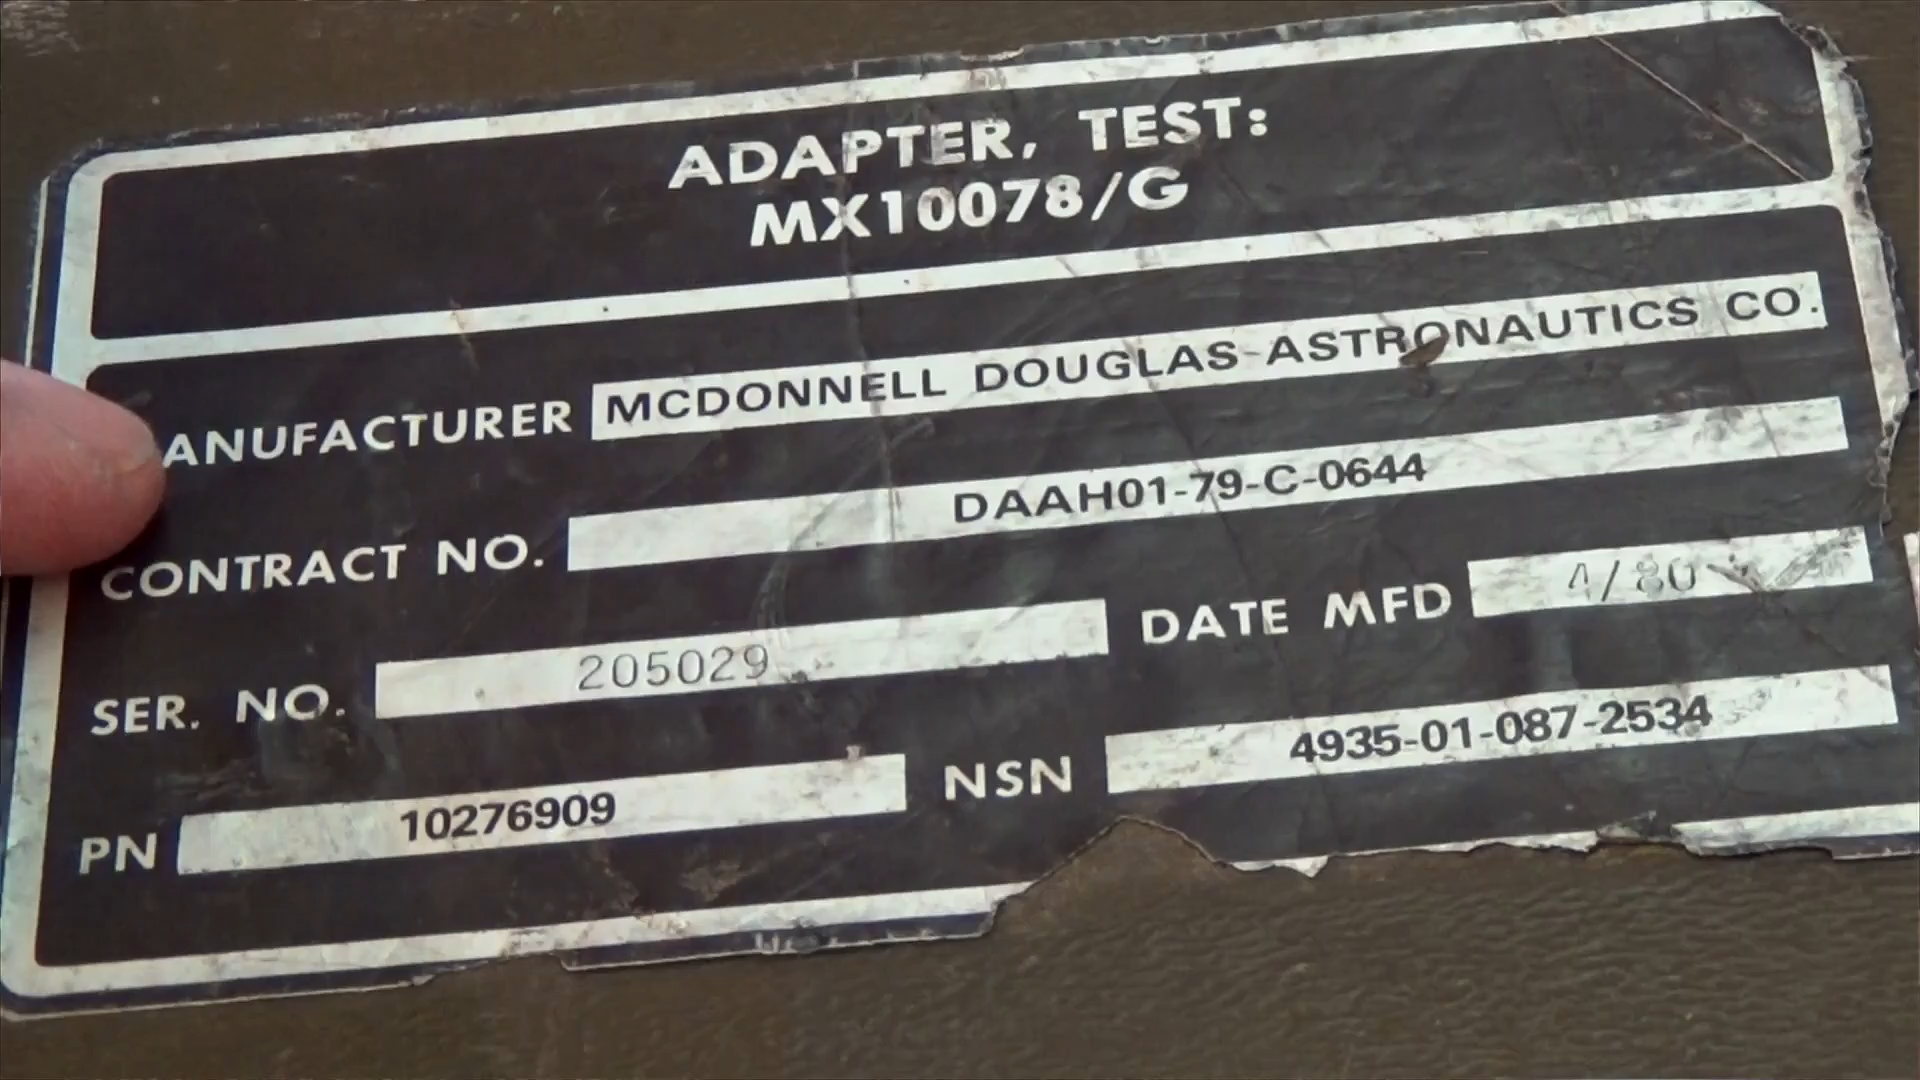 ADAPTER, TEST:
MX10078/G
ANUFACTURER MCDONNELL DOUGLAS ASTRONAUTICS CO.
CONTRACT NO. DAAH01-79-C-0644
SER. NO. 205029 DATE MFD 4/80
PN 10276909 NSN 4935-01-087-2534